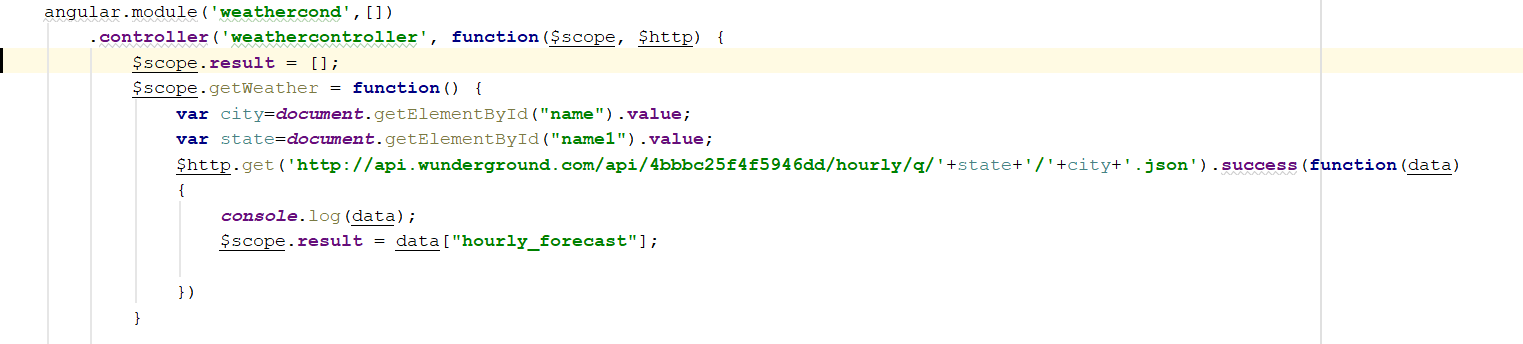 angular.module('weathercond',[])
.controller('weathercontroller', function($scope, $http) {
$scope.result = [];
$scope.getWeather = function() {
var city=document.getElementById("name").value;
var state=document.getElementById("name1").value;
$http.get('http://api.wunderground.com/api/4bbbc25f4f5946dd/hourly/q/'+state+'/'+city+'.json').success(function(data)
{
console.log(data);
$scope.result = data["hourly_forecast"];
})
}